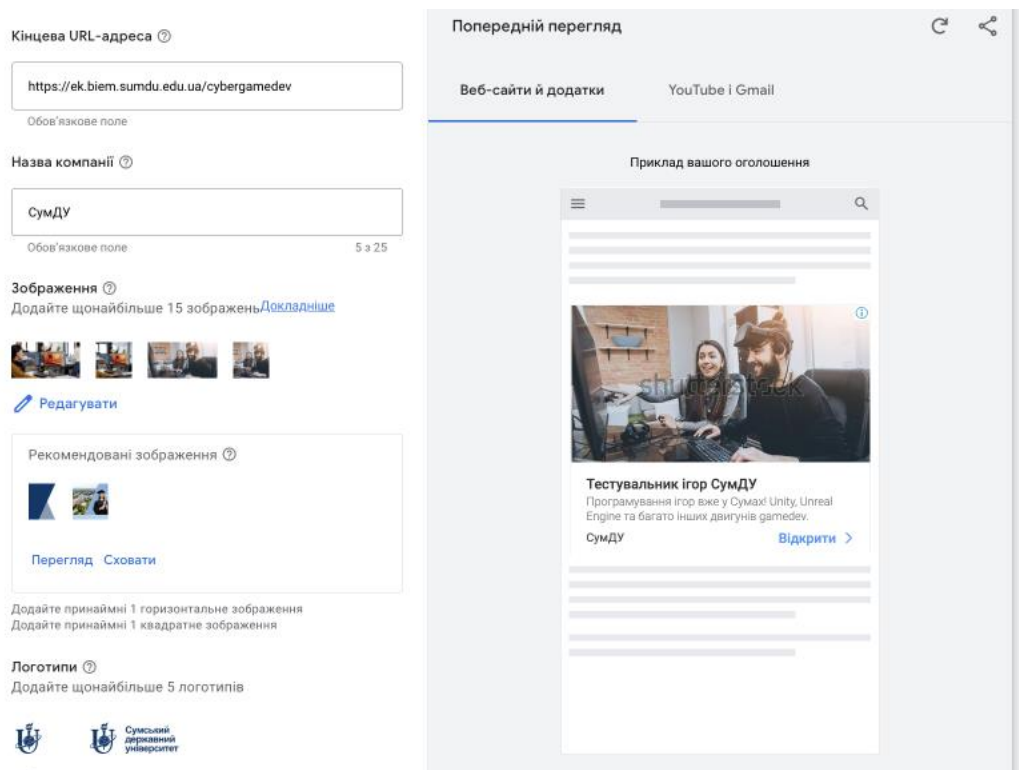 Кінцева URL-адреса
https://ek.biem.sumdu.edu.ua/cybergamedev
Обов'язкове поле
Назва компанії
СумДУ
Обов'язкове поле
5 з 25
Зображення
Додайте щонайбільше 15 зображень Докладніше
Редагувати
Рекомендовані зображення
Перегляд Сховати
Додайте принаймні 1 горизонтальне зображення
Додайте принаймні 1 квадратне зображення
Логотипи
Додайте щонайбільше 5 логотипів
Сумський
державний
університет
Попередній перегляд
Веб-сайти й додатки
YouTube і Gmail
Приклад вашого оголошення
shutterstock
Тестувальник ігор СумДУ
Програмування ігор вже у Сумах! Unity, Unreal
Engine та багато інших двигунів gamedev.
СумДУ
Відкрити